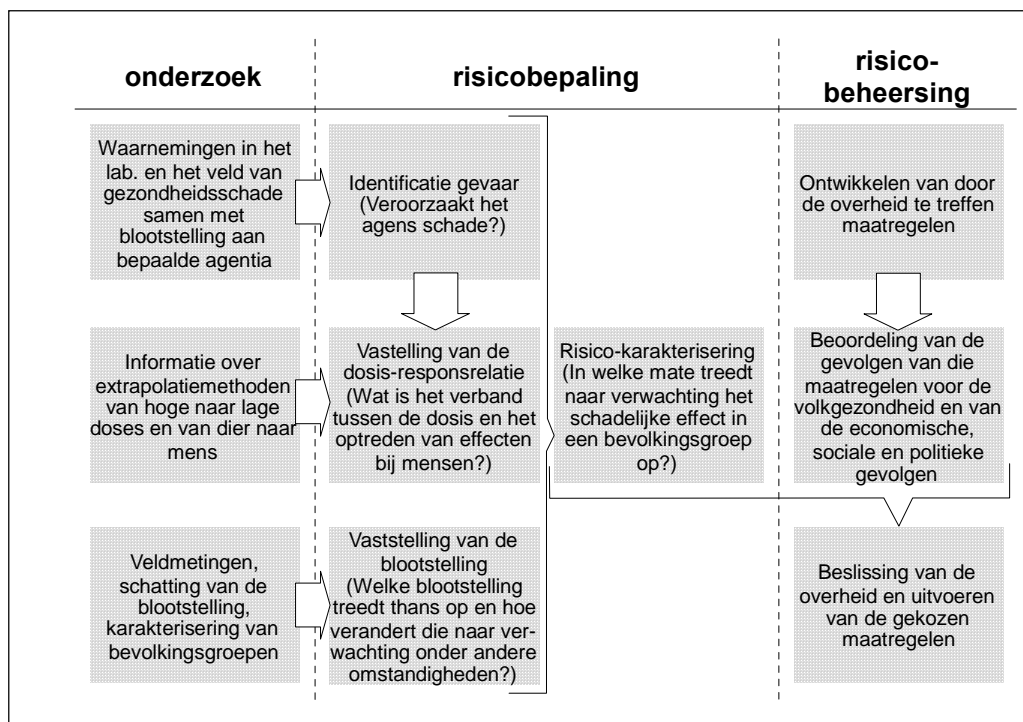 onderzoek
risicobepaling
risico-
beheersing
Waarnemingen in het
lab. en het veld van
gezondheidsschade
samen met
blootstelling aan
bepaalde agentia
Identificatie gevaar
(Veroorzaakt het
agens schade?)
Ontwikkelen van door
de overheid te treffen
maatregelen
Informatie over
extrapolatiemethoden
van hoge naar lage
doses en van dier naar
mens
Vastelling van de
dosis-responsrelatie
(Wat is het verband
tussen de dosis en het
optreden van effecten
bij mensen?)
Risico-karakterisering
(In welke mate treedt
naar verwachting het
schadelijke effect in
een bevolkingsgroep
op?)
Beoordeling van de
gevolgen van die
maatregelen voor de
volkgezondheid en van
de economische,
sociale en politieke
gevolgen
Veldmetingen,
schatting van de
blootstelling,
karakterisering van
bevolkingsgroepen
Vaststelling van de
blootstelling
(Welke blootstelling
treedt thans op en hoe
verandert die naar ver-
wachting onder andere
omstandigheden?)
Beslissing van de
overheid en uitvoeren
van de gekozen
maatregelen